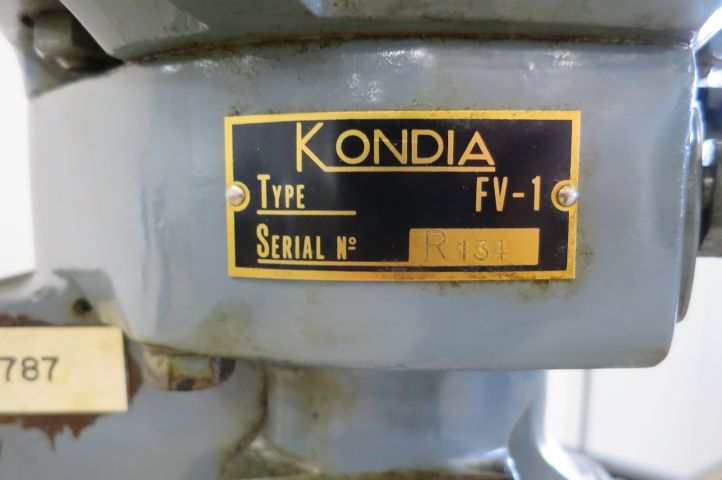 KONDIA
TYPE FV-1
SERIAL Nº R 134
787